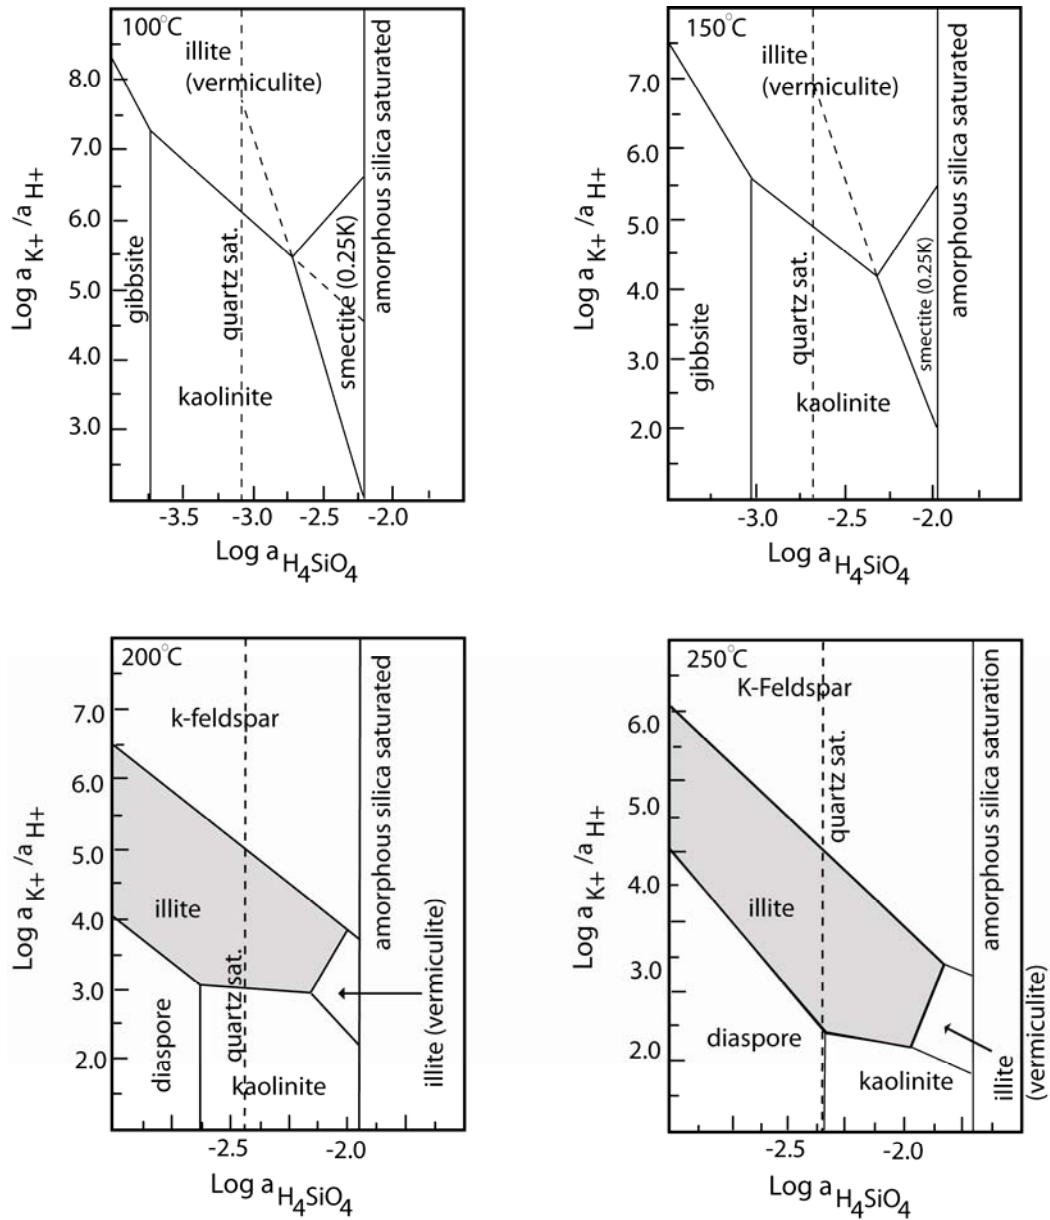 100°C
illite
(vermiculite)
8.0
7.0
6.0
5.0
4.0
3.0
Log a K+ /a H+
gibbsite
quartz sat.
kaolinite
smectite (0.25K)
amorphous silica saturated
-3.5 -3.0 -2.5 -2.0
Log a H4SiO4
150°C
illite
(vermiculite)
7.0
6.0
5.0
4.0
3.0
2.0
Log a K+ /a H+
gibbsite
quartz sat.
kaolinite
smectite (0.25K)
amorphous silica saturated
-3.0 -2.5 -2.0
Log a H4SiO4
200°C
k-feldspar
7.0
6.0
5.0
4.0
3.0
2.0
Log a K+ /a H+
illite
diaspore
quartz sat.
kaolinite
amorphous silica saturated
illite (vermiculite)
-2.5 -2.0
Log a H4SiO4
250°C
K-Feldspar
6.0
5.0
4.0
3.0
2.0
Log a K+ /a H+
quartz sat.
illite
diaspore
kaolinite
amorphous silica saturation
illite
(vermiculite)
-2.5 -2.0
Log a H4SiO4